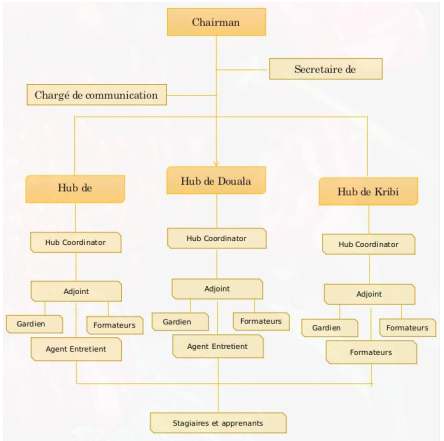 Chairman
Secretaire de
Chargé de communication
Hub de
Hub de Douala
Hub de Kribi
Hub Coordinator
Hub Coordinator
Hub Coordinator
Adjoint
Adjoint
Adjoint
Gardien
Formateurs
Gardien
Formateurs
Gardien
Formateurs
Agent Entretient
Agent Entretient
Formateurs
Stagiaires et apprenants